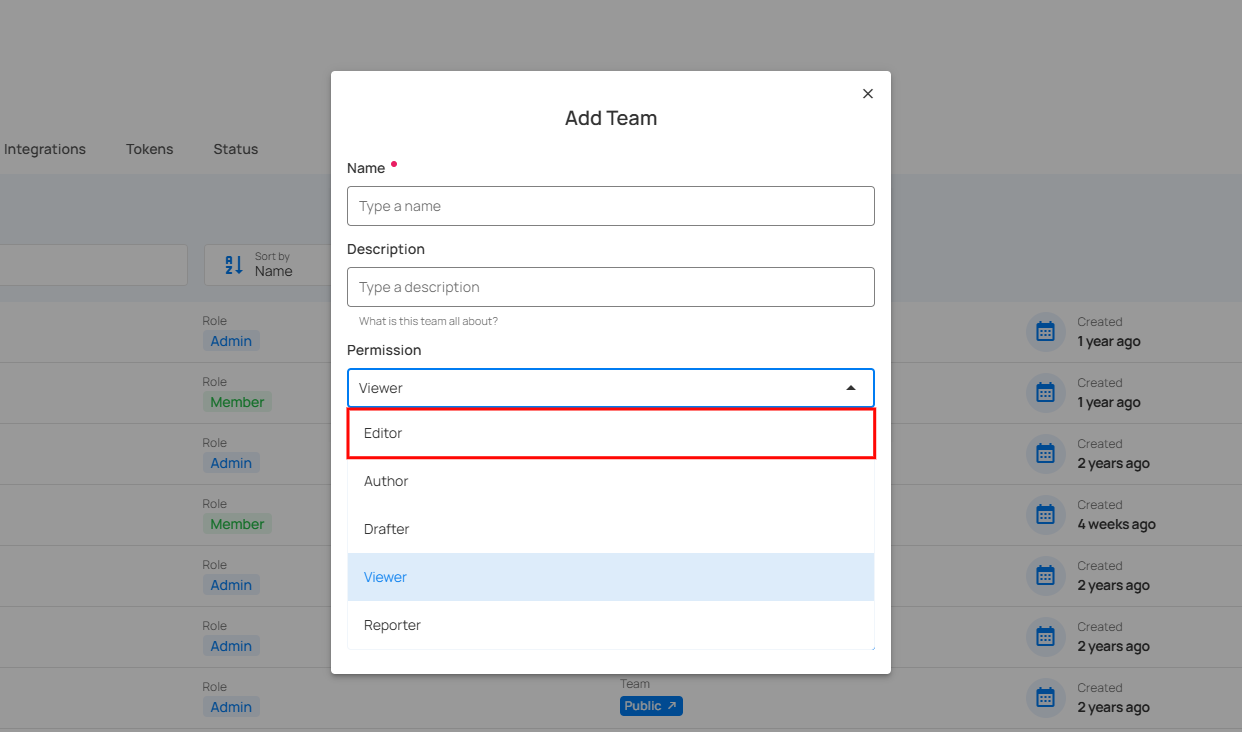 Add Team
Integrations Tokens Status
Name
Type a name
Description
Sort by
Name
Type a description
What is this team all about?
Permission
Viewer
Editor
Author
Drafter
Viewer
Reporter
Role
Admin
Created
1 year ago
Role
Member
Created
1 year ago
Role
Admin
Created
2 years ago
Role
Member
Created
4 weeks ago
Role
Admin
Created
2 years ago
Role
Admin
Created
2 years ago
Role
Admin
Team
Public
Created
2 years ago